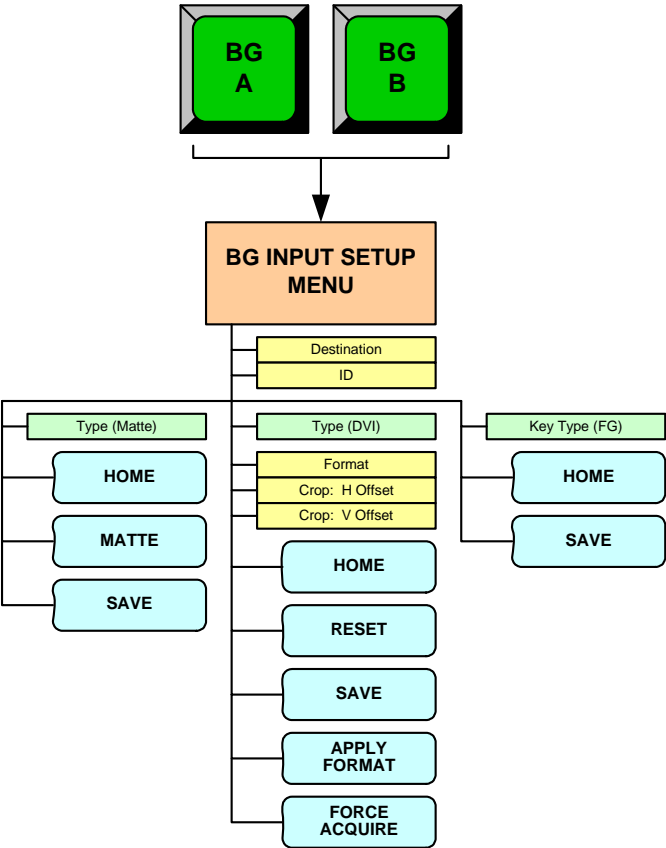 BG
A
BG
B
BG INPUT SETUP
MENU
Destination
ID
Type (Matte)
HOME
MATTE
SAVE
Type (DVI)
Format
Crop: H Offset
Crop: V Offset
HOME
RESET
SAVE
APPLY
FORMAT
FORCE
ACQUIRE
Key Type (FG)
HOME
SAVE